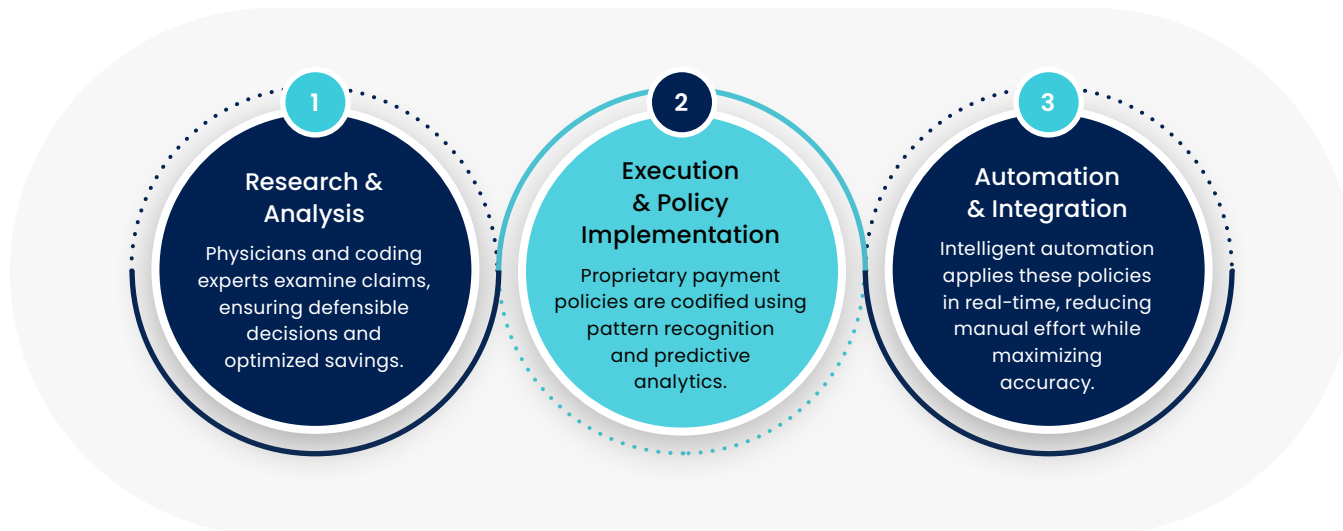 1
Research &
Analysis
Physicians and coding
experts examine claims,
ensuring defensible
decisions and
optimized savings.
2
Execution
& Policy
Implementation
Proprietary payment
policies are codified using
pattern recognition
and predictive
analytics.
3
Automation
& Integration
Intelligent automation
applies these policies
in real-time, reducing
manual effort while
maximizing
accuracy.